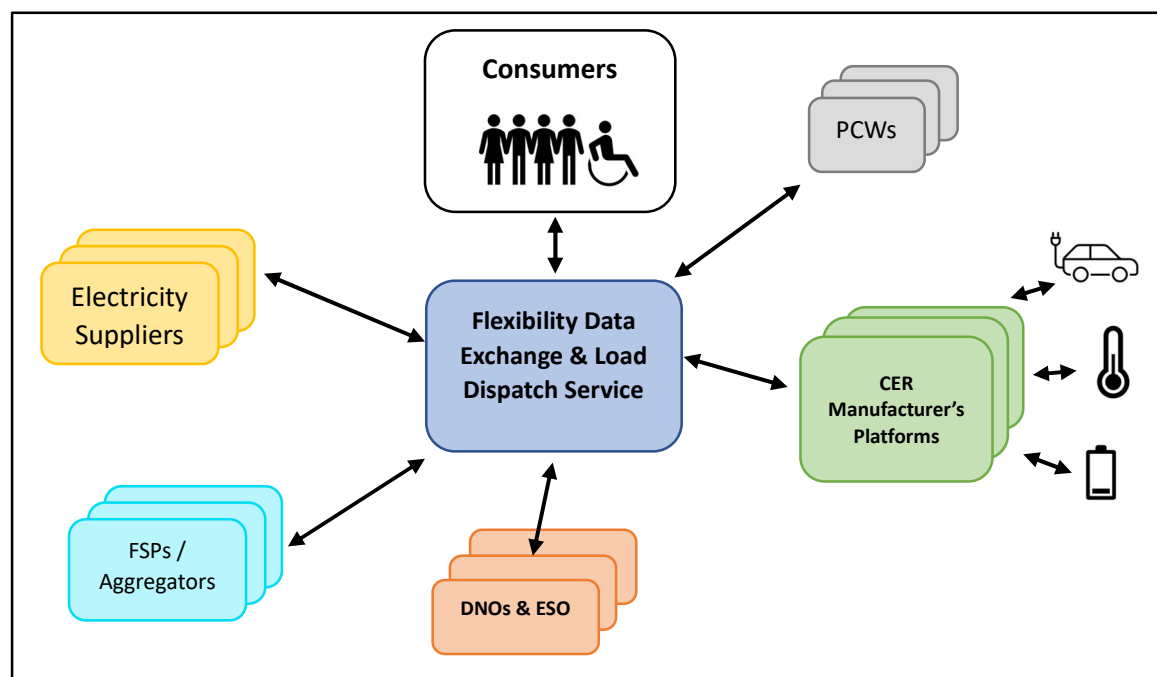 Consumers
PCWs
Electricity
Suppliers
Flexibility Data
Exchange & Load
Dispatch Service
CER
Manufacturer’s
Platforms
FSPs /
Aggregators
DNOs & ESO